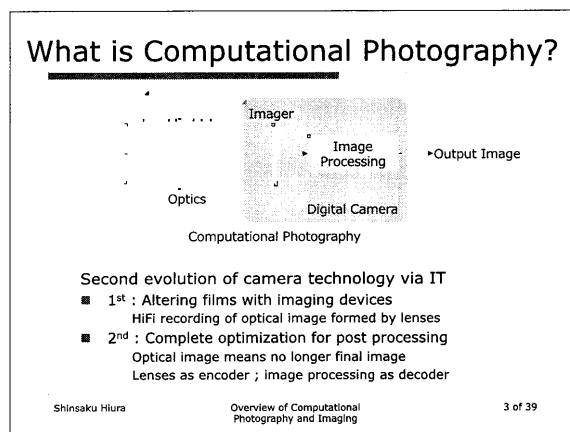 What is Computational Photography?
Imager
Image
Processing
Output Image
Optics
Digital Camera
Computational Photography
Second evolution of camera technology via IT
1st : Altering films with imaging devices
HiFi recording of optical image formed by lenses
2nd : Complete optimization for post processing
Optical image means no longer final image
Lenses as encoder ; image processing as decoder
Shinsaku Hiura
Overview of Computational
Photography and Imaging
3 of 39